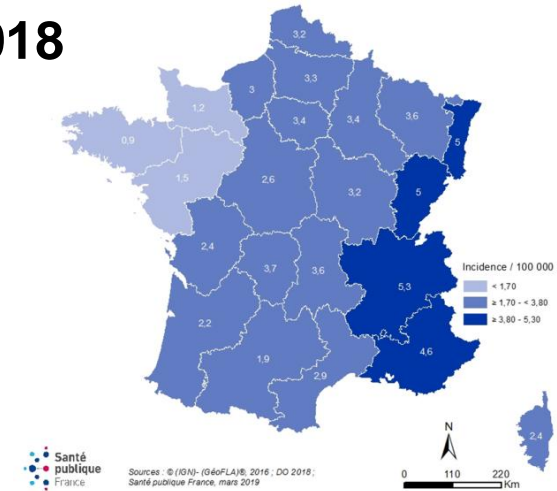 018
3,2
3,3
3
3,4
3,4
3,6
5
1,2
0,9
1,5
2,6
3,2
5
2,4
3,7
3,6
5,3
2,2
1,9
2,9
4,6
2,4
Incidence / 100 000
< 1,70
≥ 1,70 - < 3,80
≥ 3,80 - 5,30
N
0 110 220
Km
Santé
publique
France
Sources : © (IGN)- (GéoFLA)®, 2016 ; DO 2018 ;
Santé publique France, mars 2019